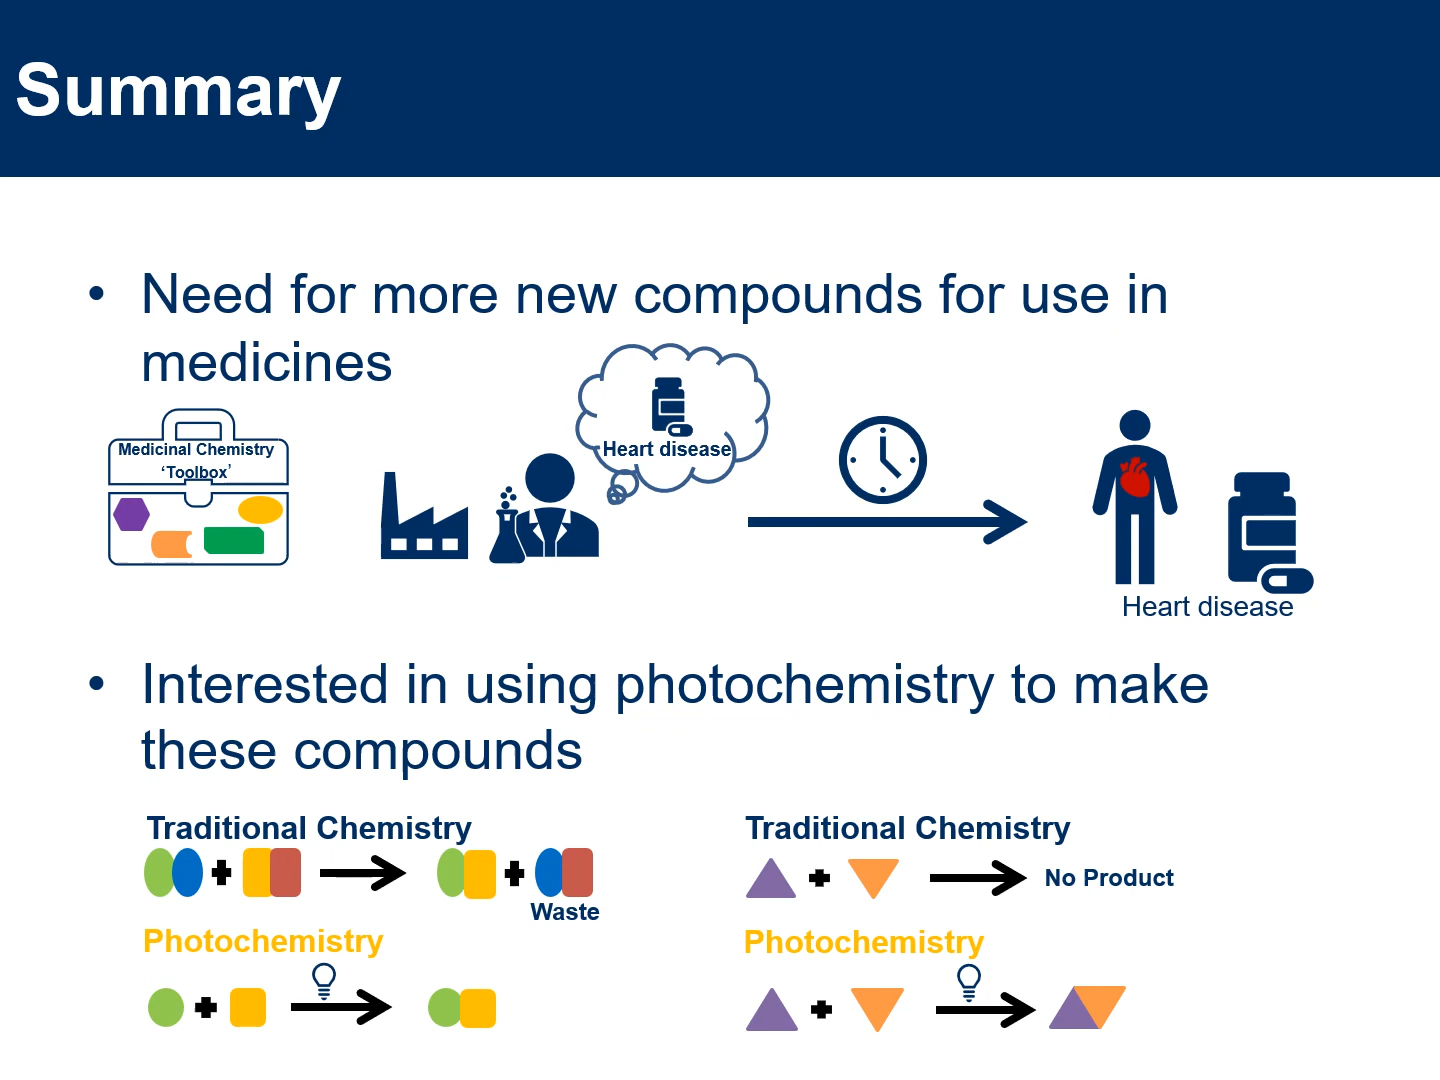 Summary
• Need for more new compounds for use in
medicines
Medicinal Chemistry
‘Toolbox’
Heart disease
Heart disease
• Interested in using photochemistry to make
these compounds
Traditional Chemistry
Waste
Photochemistry
Traditional Chemistry
No Product
Photochemistry